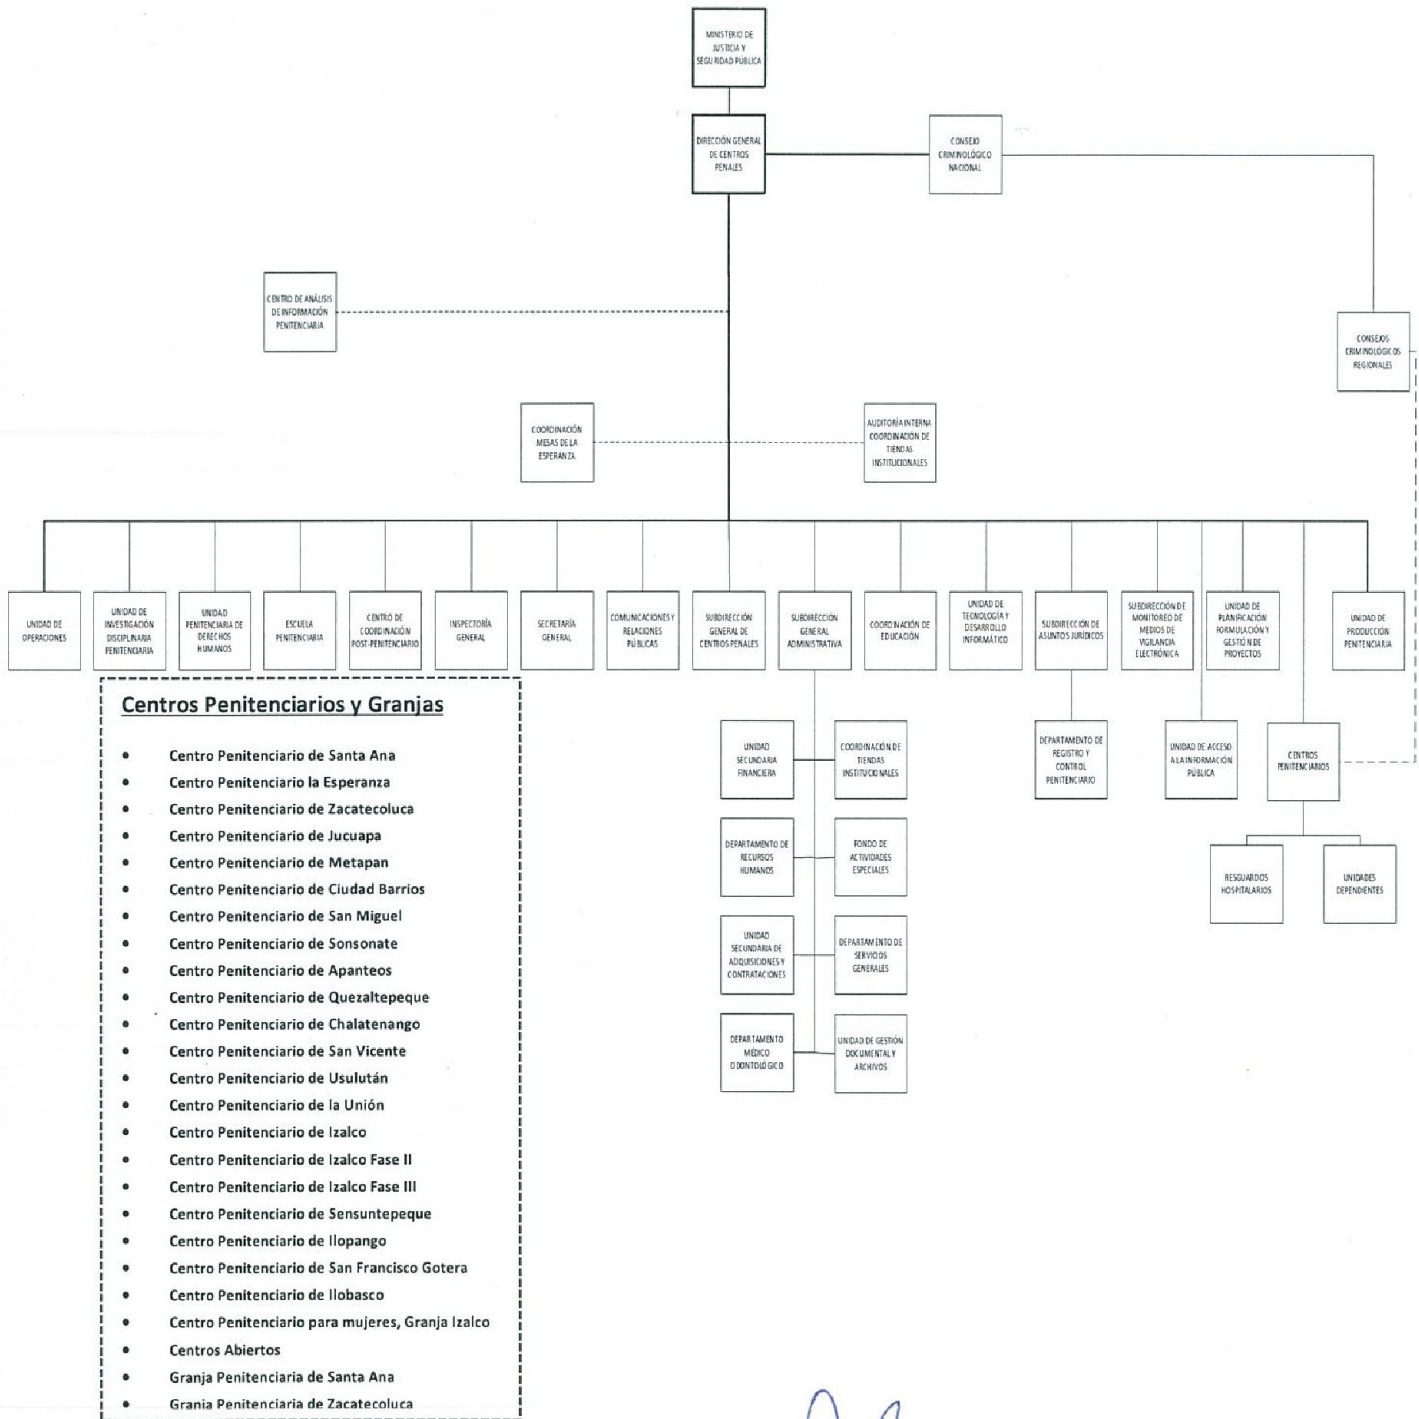 MINISTERIO DE
JUSTICIA Y
SEGURIDAD PÚBLICA
DIRECCIÓN GENERAL
DE CENTROS
PENALES
CONSEJO
CRIMINOLÓGICO
NACIONAL
CENTRO DE ANÁLISIS
DE INFORMACIÓN
PENITENCIARIA
CONSEJOS
CRIMINOLÓGICOS
REGIONALES
COORDINACIÓN
MESAS DE LA
ESPERANZA
AUDITORÍA INTERNA
COORDINACIÓN DE
TIENDAS
INSTITUCIONALES
UNIDAD DE
OPERACIONES
UNIDAD DE
INVESTIGACIÓN
DISCIPLINARIA
PENITENCIARIA
UNIDAD
PENITENCIARIA DE
DERECHOS
HUMANOS
ESCUELA
PENITENCIARIA
CENTRO DE
COORDINACIÓN
POST-PENITENCIARIO
INSPECTORÍA
GENERAL
SECRETARÍA
GENERAL
COMUNICACIONES Y
RELACIONES
PÚBLICAS
SUBDIRECCIÓN
GENERAL DE
CENTROS PENALES
SUBDIRECCIÓN
GENERAL
ADMINISTRATIVA
COORDINACIÓN DE
EDUCACIÓN
UNIDAD DE
TECNOLOGÍA Y
DESARROLLO
INFORMÁTICO
SUBDIRECCIÓN DE
ASUNTOS JURÍDICOS
SUBDIRECCIÓN DE
MONITOREO DE
MEDIOS DE
VIGILANCIA
ELECTRÓNICA
UNIDAD DE
PLANIFICACIÓN
FORMULACIÓN Y
GESTIÓN DE
PROYECTOS
UNIDAD DE
PRODUCCIÓN
PENITENCIARIA
UNIDAD
SECUNDARIA
FINANCIERA
COORDINACIÓN DE
TIENDAS
INSTITUCIONALES
DEPARTAMENTO DE
REGISTRO Y
CONTROL
PENITENCIARIO
UNIDAD DE ACCESO
A LA INFORMACIÓN
PÚBLICA
CENTROS
PENITENCIARIOS
DEPARTAMENTO DE
RECURSOS
HUMANOS
FONDO DE
ACTIVIDADES
ESPECIALES
RESGUARDOS
HOSPITALARIOS
UNIDADES
DEPENDIENTES
UNIDAD
SECUNDARIA DE
ADQUISICIONES Y
CONTRATACIONES
DEPARTAMENTO DE
SERVICIOS
GENERALES
DEPARTAMENTO
MÉDICO
ODONTOLÓGICO
UNIDAD DE GESTIÓN
DOCUMENTAL Y
ARCHIVOS
Centros Penitenciarios y Granjas
• Centro Penitenciario de Santa Ana
• Centro Penitenciario la Esperanza
• Centro Penitenciario de Zacatecoluca
• Centro Penitenciario de Jucuapa
• Centro Penitenciario de Metapan
• Centro Penitenciario de Ciudad Barrios
• Centro Penitenciario de San Miguel
• Centro Penitenciario de Sonsonate
• Centro Penitenciario de Apanteos
• Centro Penitenciario de Quezaltepeque
• Centro Penitenciario de Chalatenango
• Centro Penitenciario de San Vicente
• Centro Penitenciario de Usulután
• Centro Penitenciario de la Unión
• Centro Penitenciario de Izalco
• Centro Penitenciario de Izalco Fase II
• Centro Penitenciario de Izalco Fase III
• Centro Penitenciario de Sensuntepeque
• Centro Penitenciario de Ilopango
• Centro Penitenciario de San Francisco Gotera
• Centro Penitenciario de Ilobasco
• Centro Penitenciario para mujeres, Granja Izalco
• Centros Abiertos
• Granja Penitenciaria de Santa Ana
• Granja Penitenciaria de Zacatecoluca